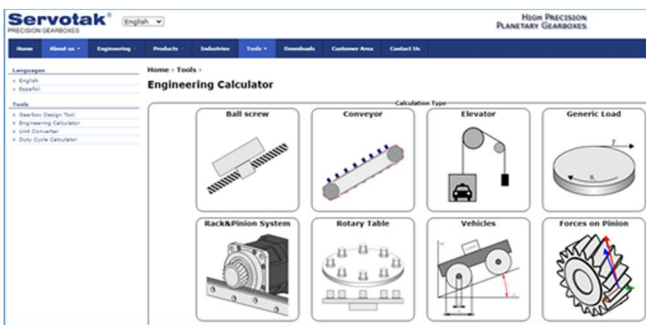 Servotak®
PRECISION GEARBOXES
English
High Precision
Planetary Gearboxes
Home
About us
Engineering
Products
Industries
Tools
Downloads
Customer Area
Contact Us
Languages
English
Español
Tools
Gearbox Design Tool
Engineering Calculator
Unit Converter
Duty Cycle Calculator
Home › Tools ›
Engineering Calculator
Calculation Type
Ball screw
Conveyor
Elevator
Generic Load
Rack&Pinion System
Rotary Table
Vehicles
Forces on Pinion